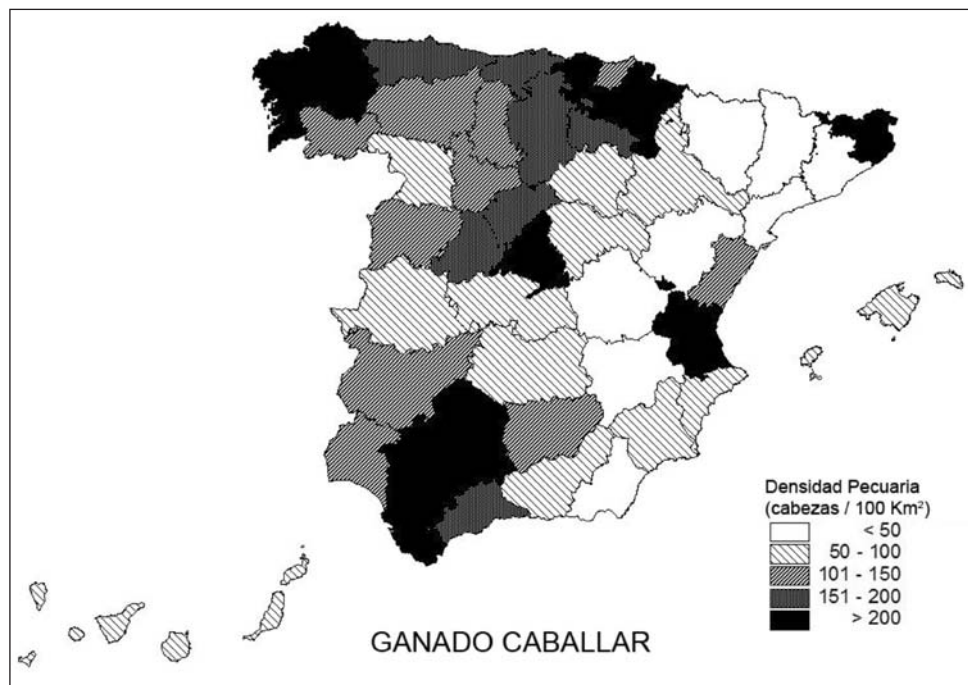 Densidad Pecuaria
(cabezas / 100 Km²)
< 50
50 - 100
101 - 150
151 - 200
> 200
GANADO CABALLAR